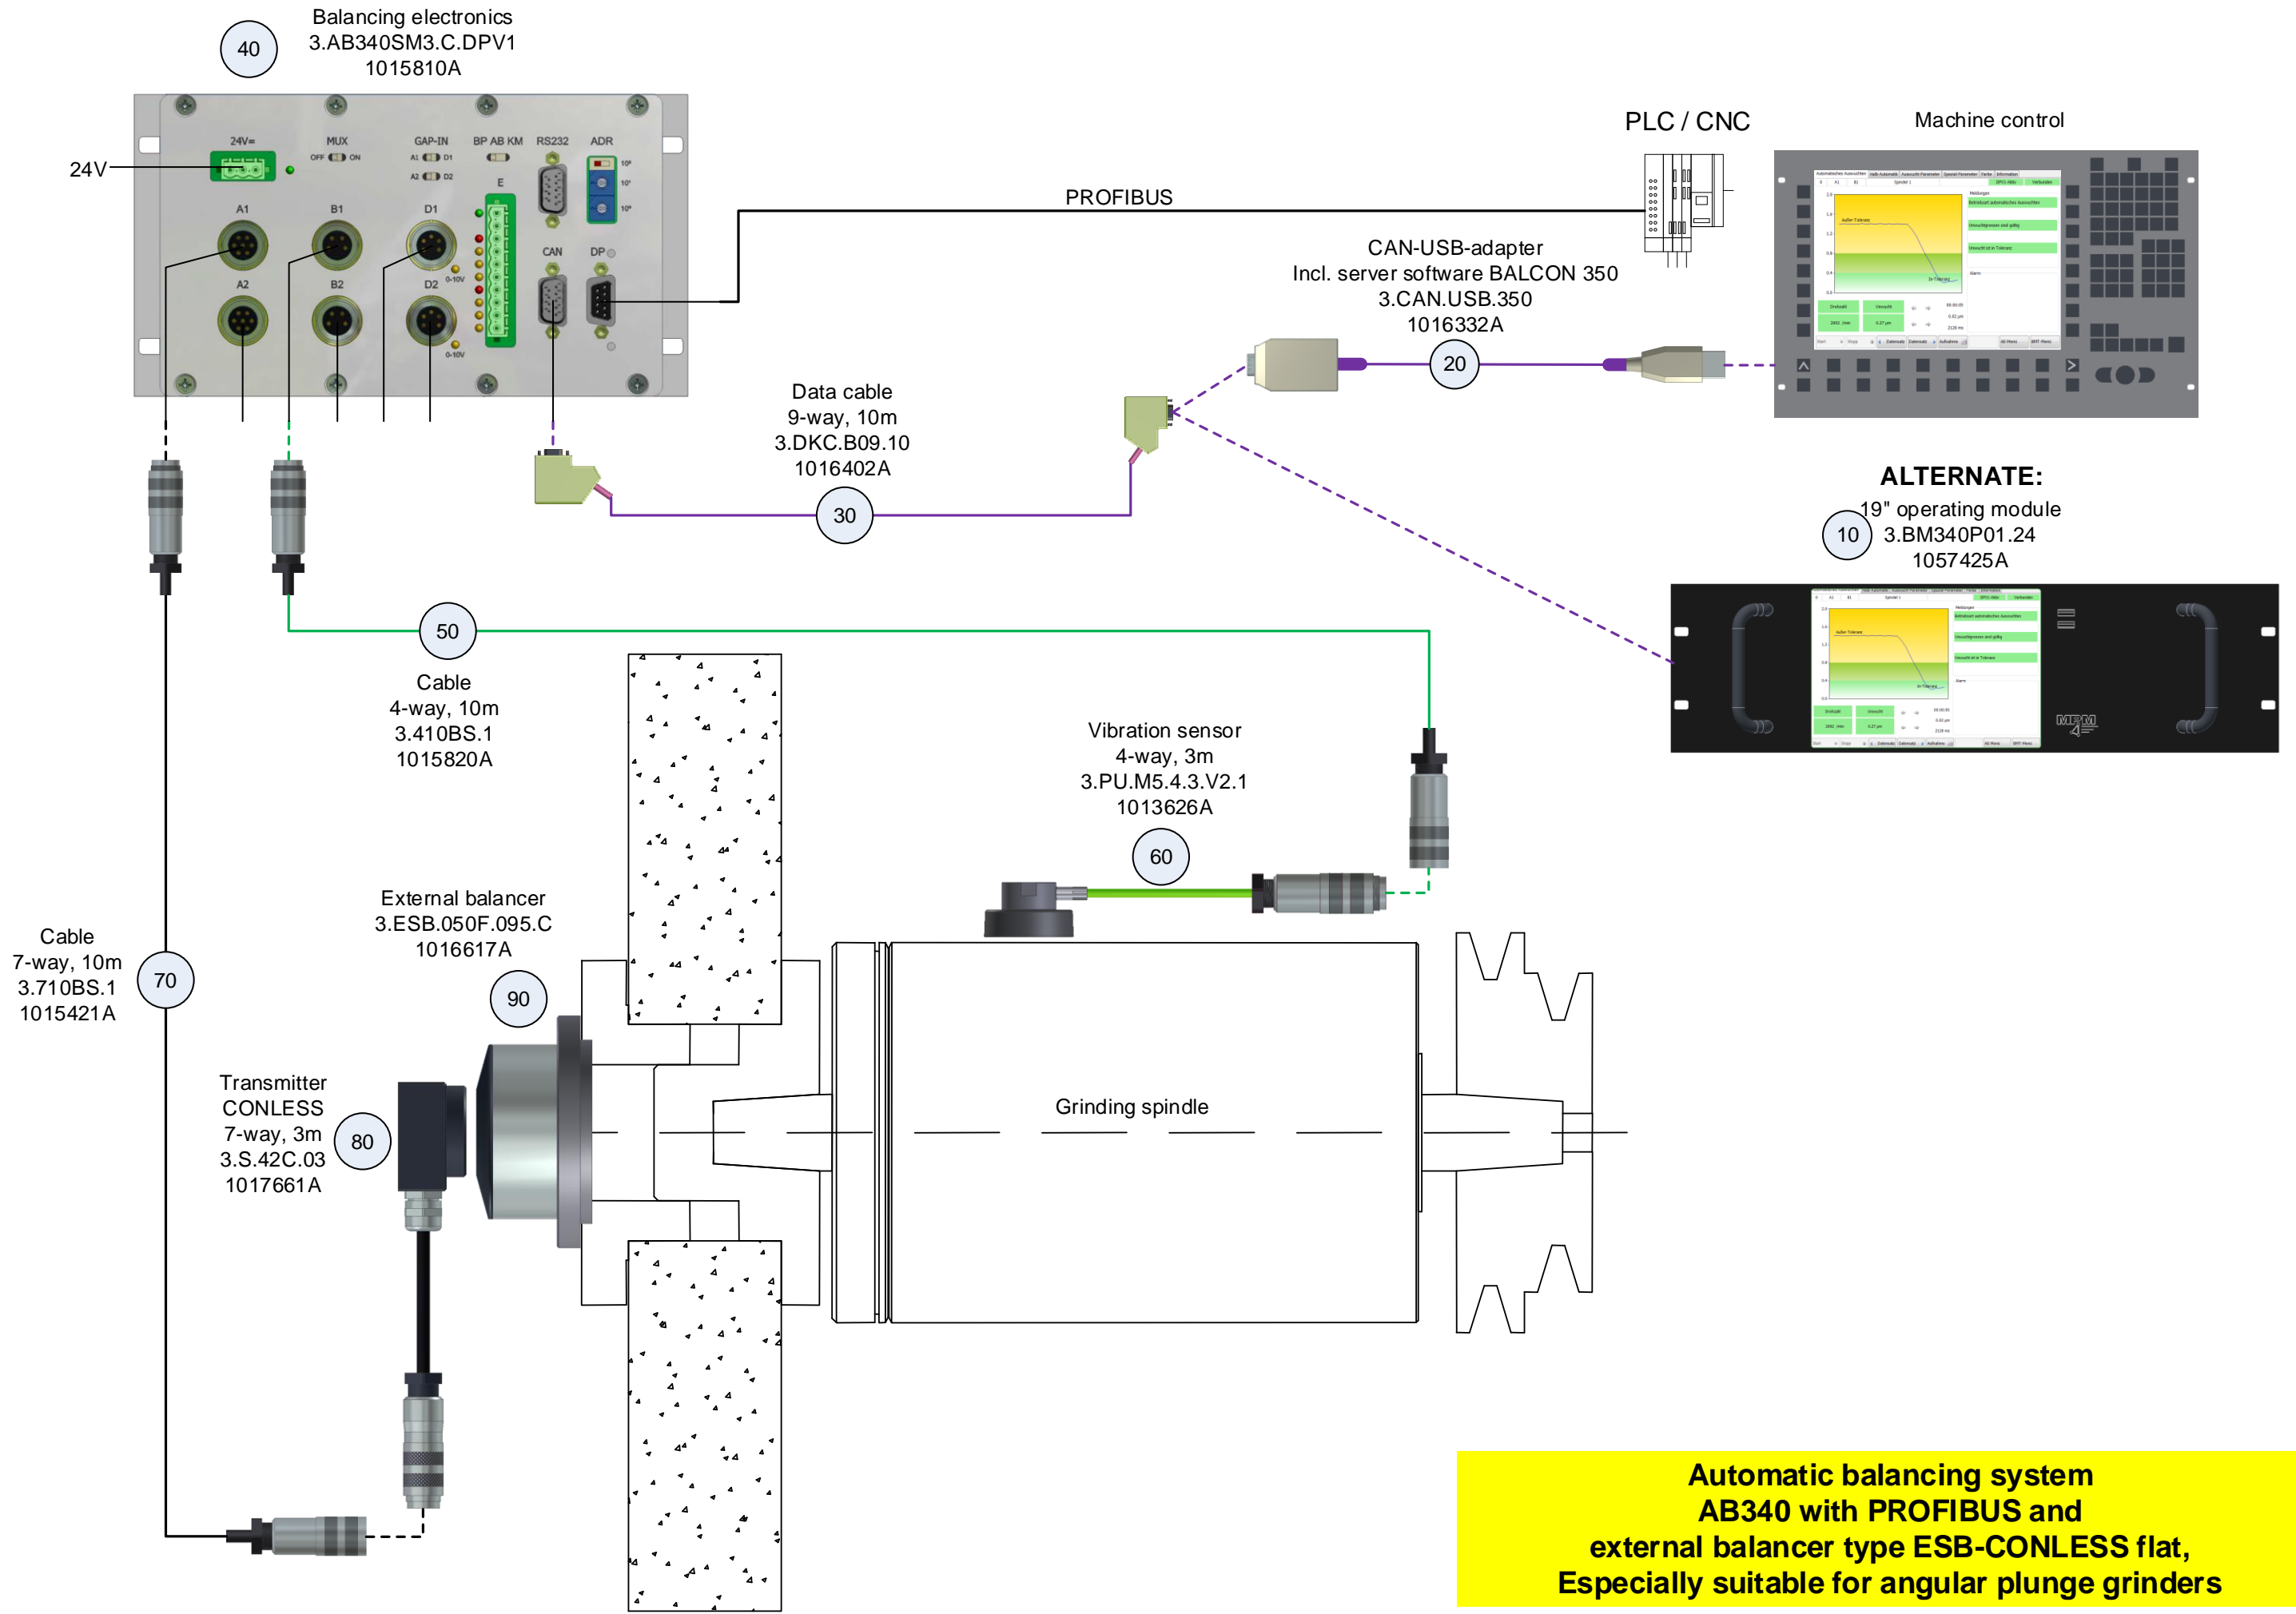 Balancing electronics
3.AB340SM3.C.DPV1
1015810A
40
24V=
MUX
OFF ON
GAP-IN
A1 D1
A2 D2
BP AB KM
RS232
ADR
E
A1
B1
D1
0-10V
CAN
DP
A2
B2
D2
0-10V
24V
PROFIBUS
PLC / CNC
Machine control
CAN-USB-adapter
Incl. server software BALCON 350
3.CAN.USB.350
1016332A
20
Data cable
9-way, 10m
3.DKC.B09.10
1016402A
30
ALTERNATE:
19" operating module
3.BM340P01.24
1057425A
10
MPM
50
Cable
4-way, 10m
3.410BS.1
1015820A
Vibration sensor
4-way, 3m
3.PU.M5.4.3.V2.1
1013626A
60
External balancer
3.ESB.050F.095.C
1016617A
90
Cable
7-way, 10m
3.710BS.1
1015421A
70
Transmitter
CONLESS
7-way, 3m
3.S.42C.03
1017661A
80
Grinding spindle
Automatic balancing system
AB340 with PROFIBUS and
external balancer type ESB-CONLESS flat,
Especially suitable for angular plunge grinders